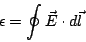 ϵ = ∮ E⃗ · dl⃗